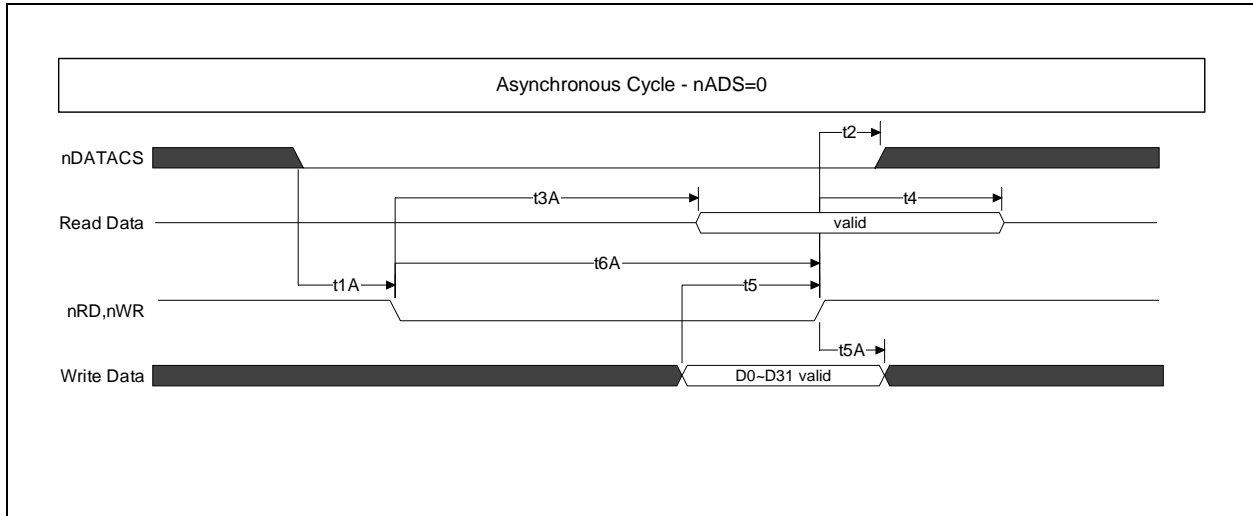 Asynchronous Cycle - nADS=0
t2
nDATACS
t3A
t4
Read Data
valid
t6A
t1A
t5
nRD,nWR
t5A
Write Data
D0~D31 valid